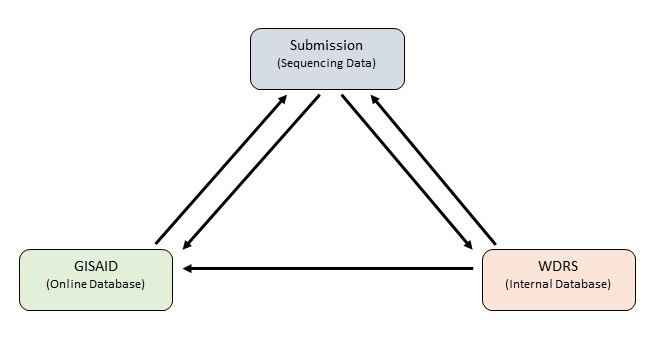 Submission
(Sequencing Data)
GISAID
(Online Database)
WDRS
(Internal Database)